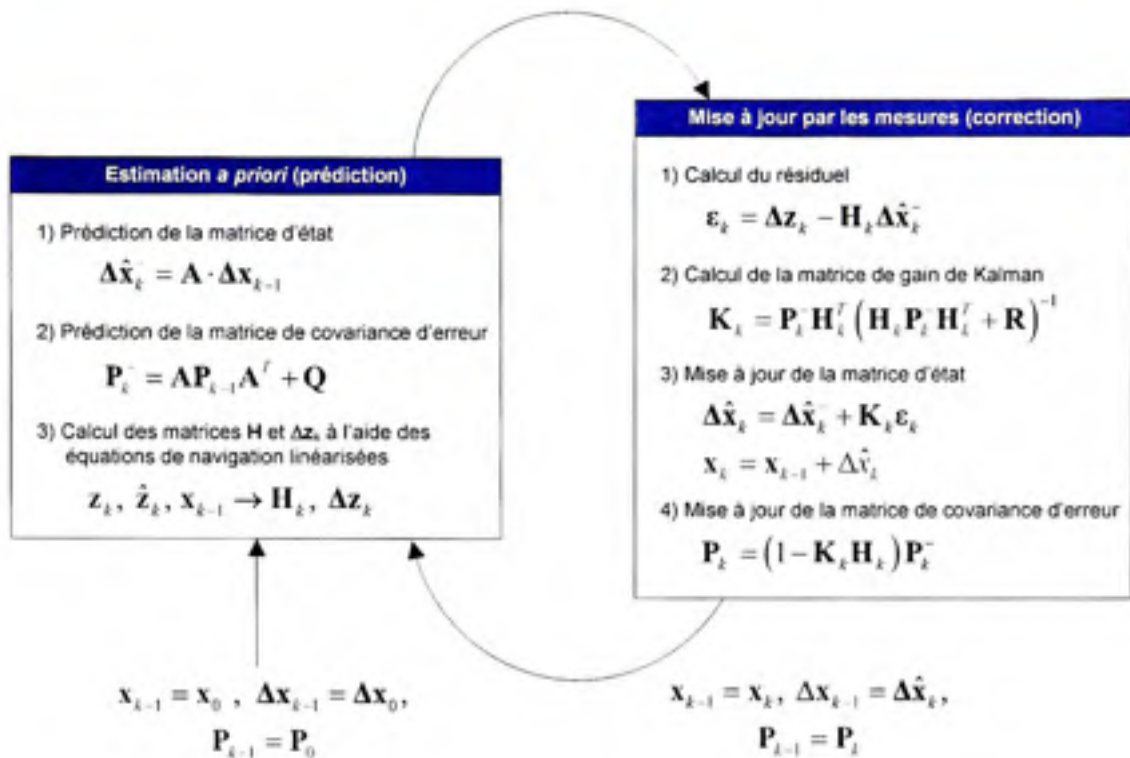 Estimation a priori (prédiction)
1) Prédiction de la matrice d'état
Δx̂ₖ⁻ = A · Δxₖ₋₁
2) Prédiction de la matrice de covariance d'erreur
Pₖ⁻ = APₖ₋₁Aᵀ + Q
3) Calcul des matrices H et Δzₖ à l'aide des
équations de navigation linéarisées
zₖ, ẑₖ, xₖ₋₁ → Hₖ, Δzₖ
Mise à jour par les mesures (correction)
1) Calcul du résiduel
εₖ = Δzₖ − HₖΔx̂ₖ⁻
2) Calcul de la matrice de gain de Kalman
Kₖ = Pₖ⁻Hₖᵀ(HₖPₖ⁻Hₖᵀ + R)⁻¹
3) Mise à jour de la matrice d'état
Δx̂ₖ = Δx̂ₖ⁻ + Kₖεₖ
xₖ = xₖ₋₁ + Δx̂ₖ
4) Mise à jour de la matrice de covariance d'erreur
Pₖ = (1 − KₖHₖ)Pₖ⁻
xₖ₋₁ = x₀ , Δxₖ₋₁ = Δx₀,
Pₖ₋₁ = P₀
xₖ₋₁ = xₖ, Δxₖ₋₁ = Δx̂ₖ,
Pₖ₋₁ = Pₖ